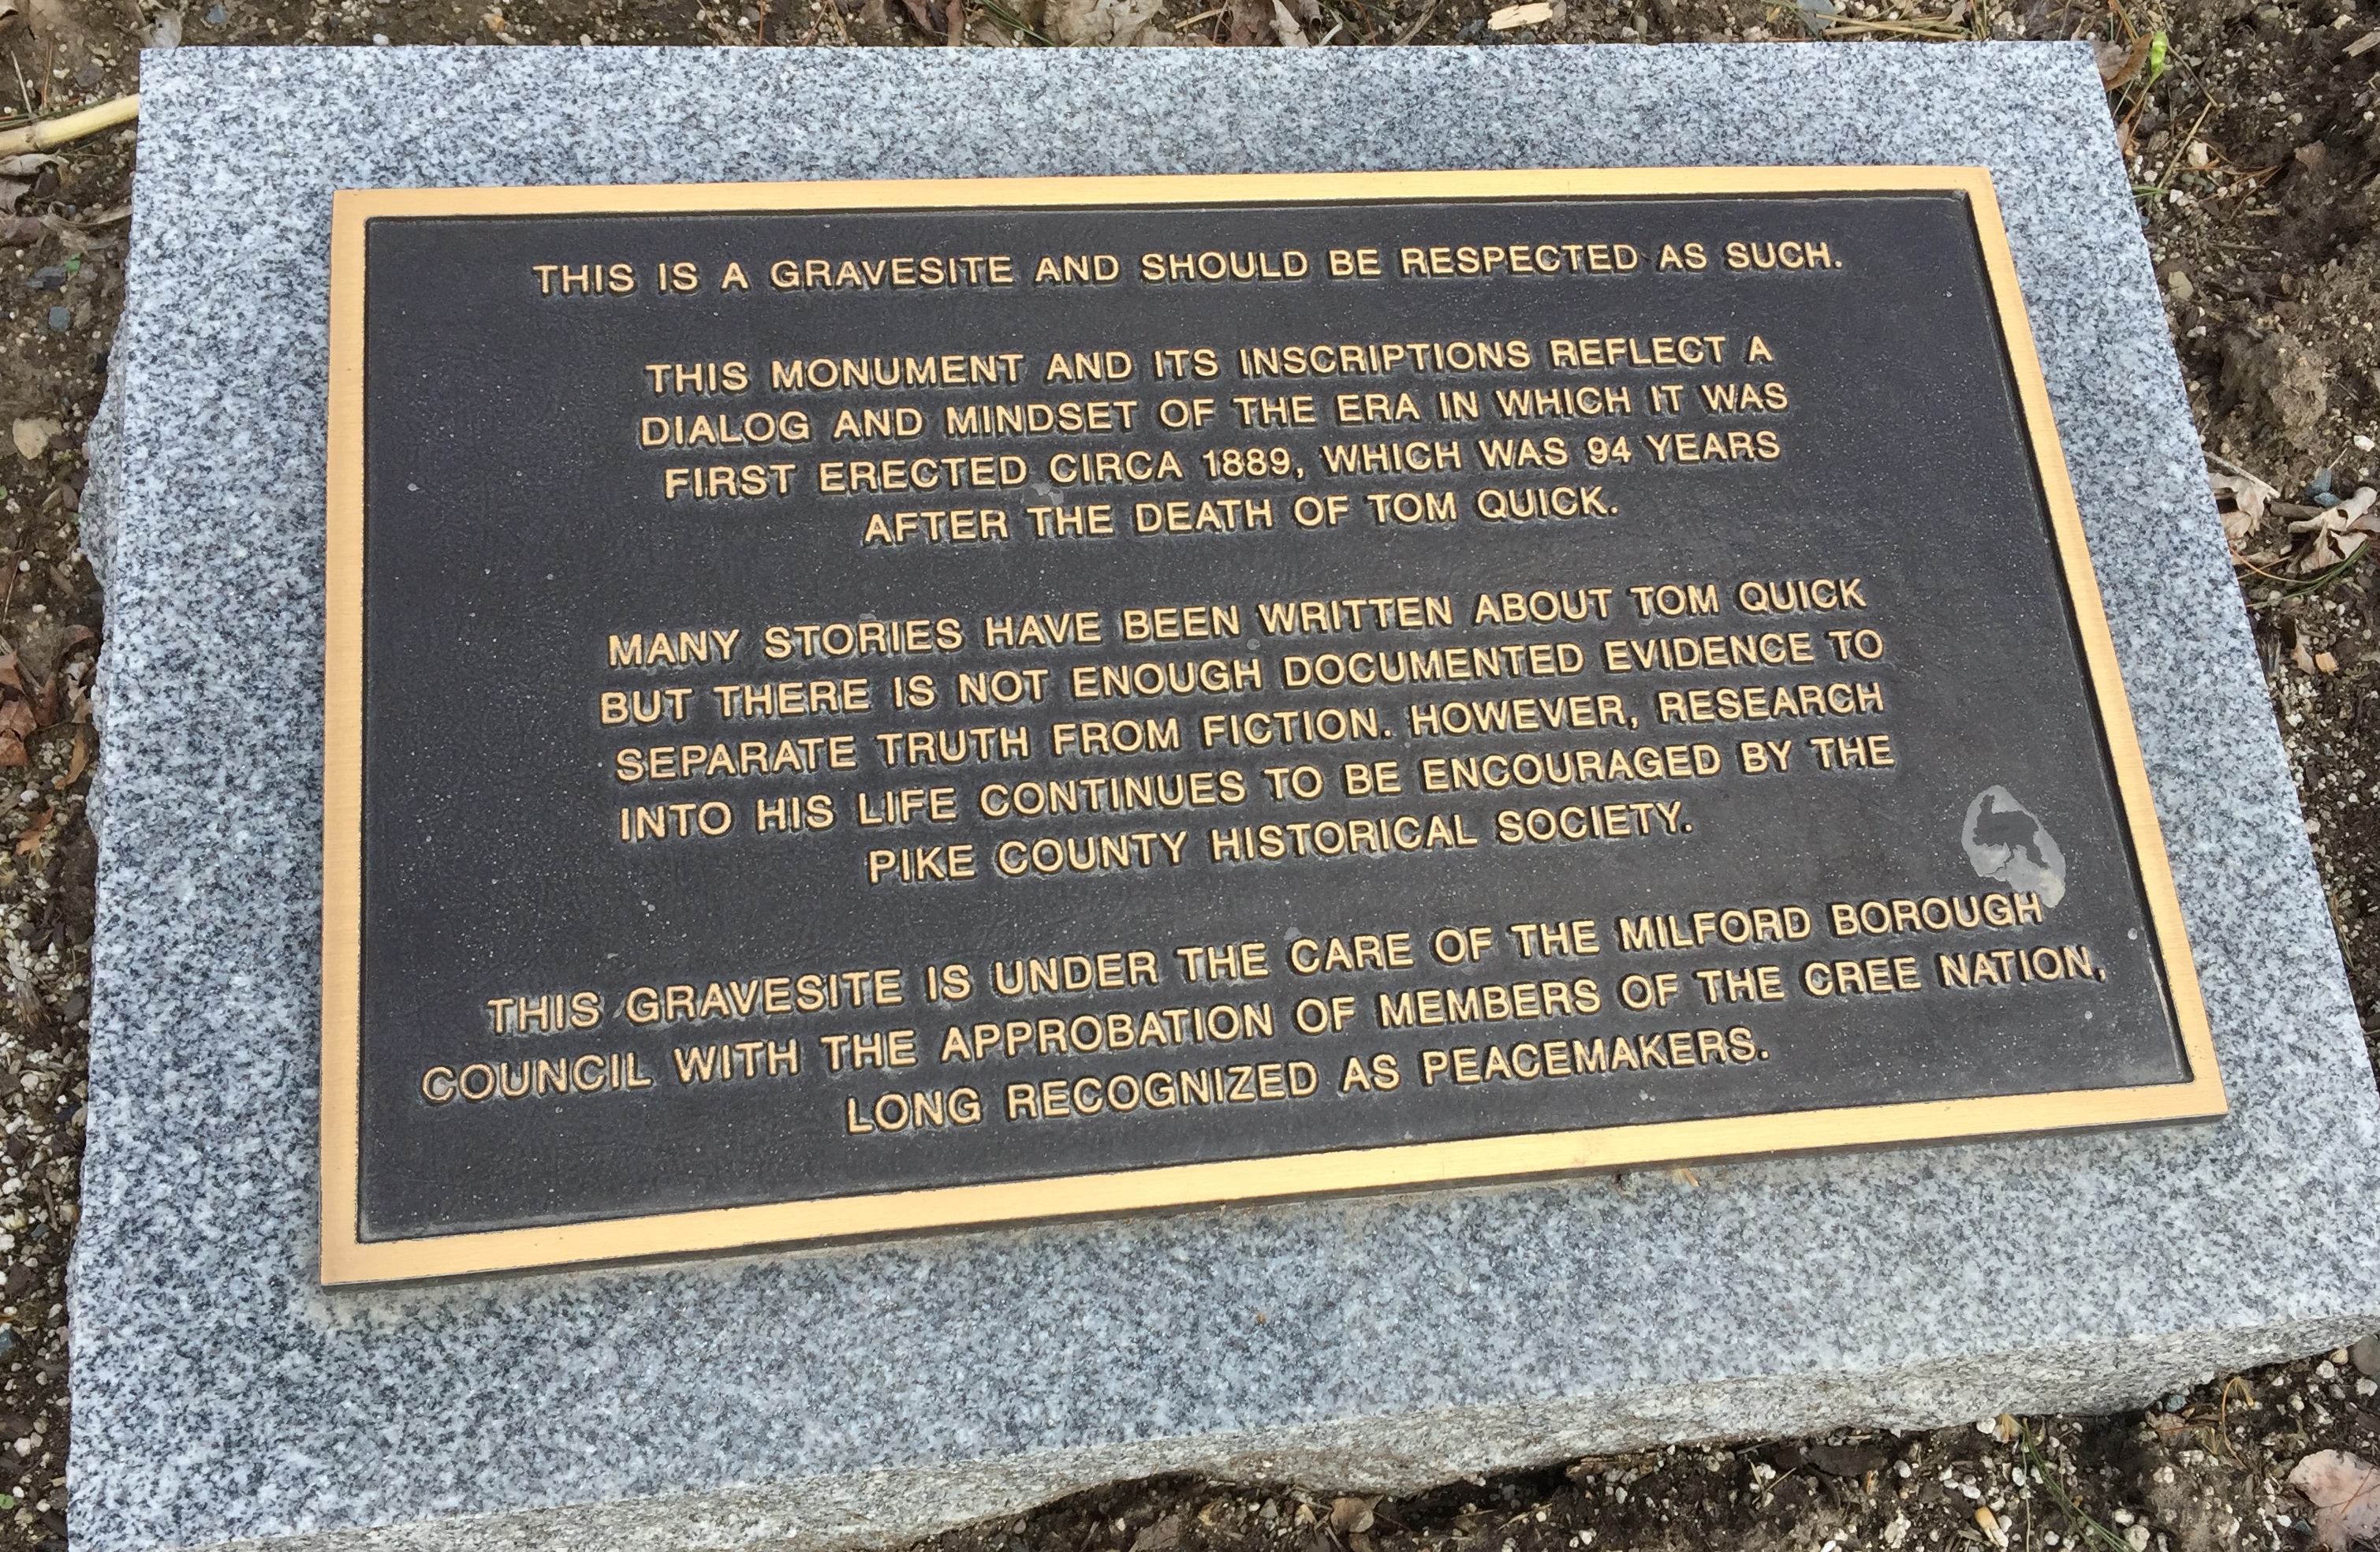 THIS IS A GRAVESITE AND SHOULD BE RESPECTED AS SUCH.
THIS MONUMENT AND ITS INSCRIPTIONS REFLECT A
DIALOG AND MINDSET OF THE ERA IN WHICH IT WAS
FIRST ERECTED CIRCA 1889, WHICH WAS 94 YEARS
AFTER THE DEATH OF TOM QUICK.
MANY STORIES HAVE BEEN WRITTEN ABOUT TOM QUICK
BUT THERE IS NOT ENOUGH DOCUMENTED EVIDENCE TO
SEPARATE TRUTH FROM FICTION. HOWEVER, RESEARCH
INTO HIS LIFE CONTINUES TO BE ENCOURAGED BY THE
PIKE COUNTY HISTORICAL SOCIETY.
THIS GRAVESITE IS UNDER THE CARE OF THE MILFORD BOROUGH
COUNCIL WITH THE APPROBATION OF MEMBERS OF THE CREE NATION,
LONG RECOGNIZED AS PEACEMAKERS.